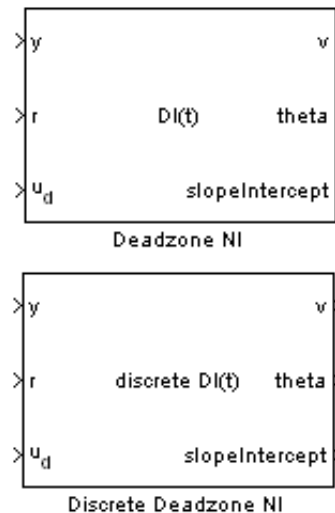 y v
r DI(t) theta
u_d slopeIntercept
Deadzone NI
y v
r discrete DI(t) theta
u_d slopeIntercept
Discrete Deadzone NI